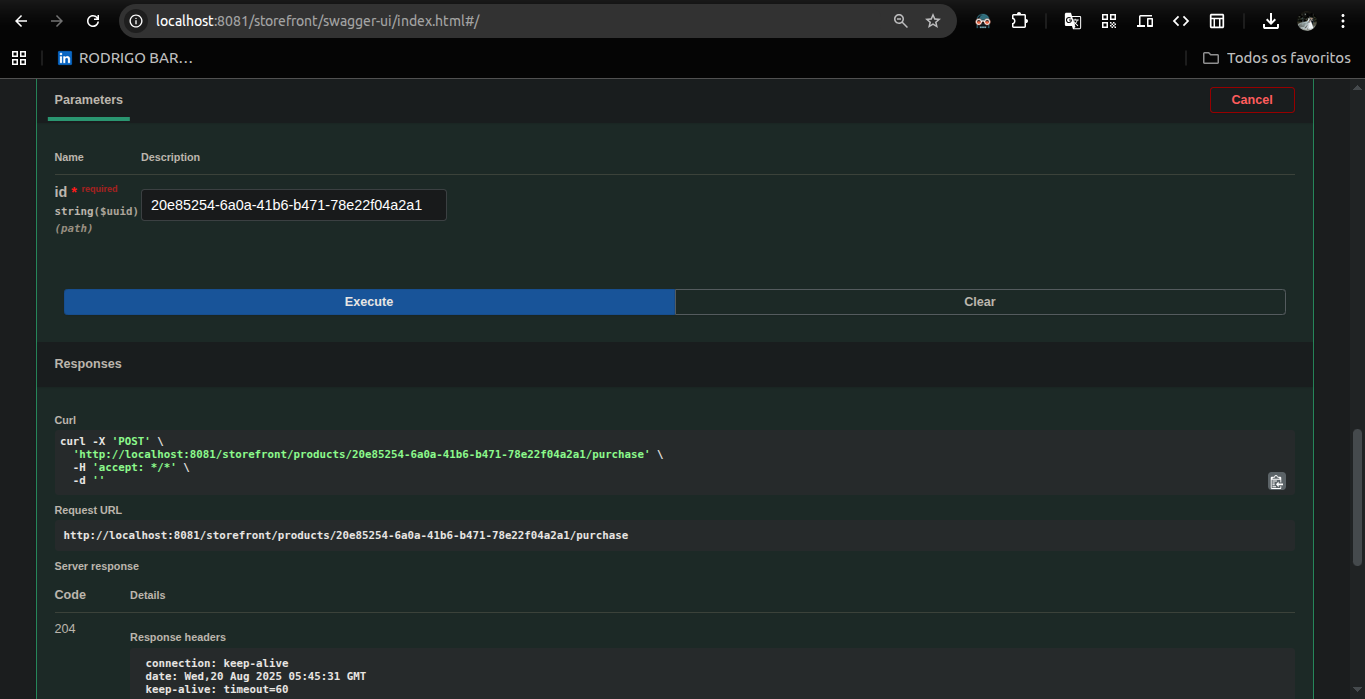 localhost:8081/storefront/swagger-ui/index.html#/
in RODRIGO BAR...
Todos os favoritos
Parameters
Cancel
Name Description
id * required
string($uuid)
(path)
20e85254-6a0a-41b6-b471-78e22f04a2a1
Execute Clear
Responses
Curl
curl -X 'POST' \
'http://localhost:8081/storefront/products/20e85254-6a0a-41b6-b471-78e22f04a2a1/purchase' \
-H 'accept: */*' \
-d ''
Request URL
http://localhost:8081/storefront/products/20e85254-6a0a-41b6-b471-78e22f04a2a1/purchase
Server response
Code Details
204
Response headers
connection: keep-alive
date: Wed,20 Aug 2025 05:45:31 GMT
keep-alive: timeout=60